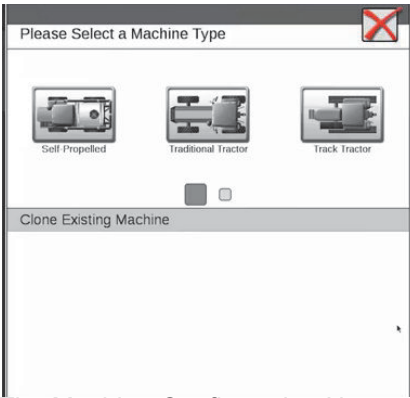 Please Select a Machine Type
Self-Propelled Traditional Tractor Track Tractor
Clone Existing Machine